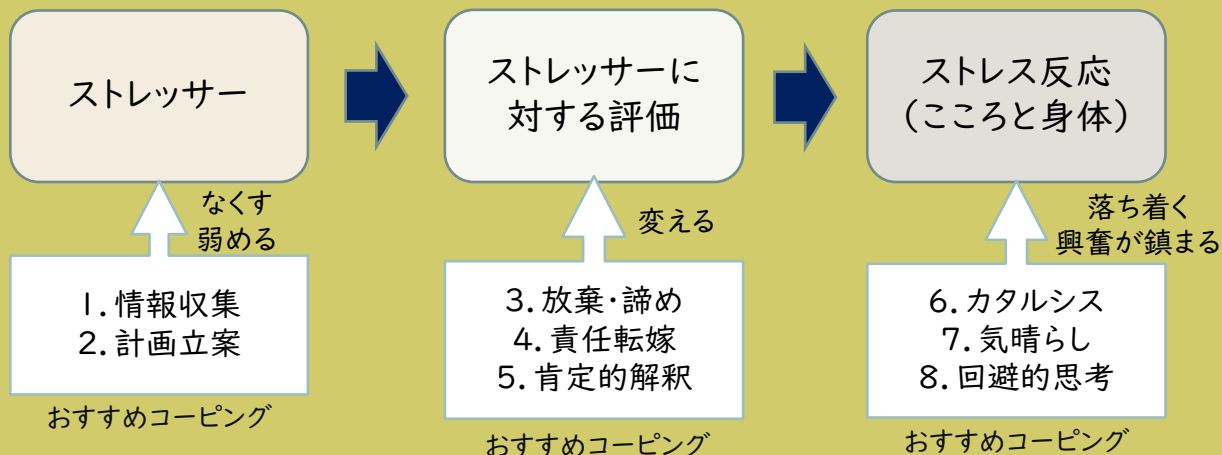 ストレッサー
ストレッサーに
対する評価
ストレス反応
(こころと身体)
なくす
弱める
変える
落ち着く
興奮が鎮まる
1.情報収集
2.計画立案
おすすめコーピング
3.放棄・諦め
4.責任転嫁
5.肯定的解釈
おすすめコーピング
6.カタルシス
7.気晴らし
8.回避的思考
おすすめコーピング